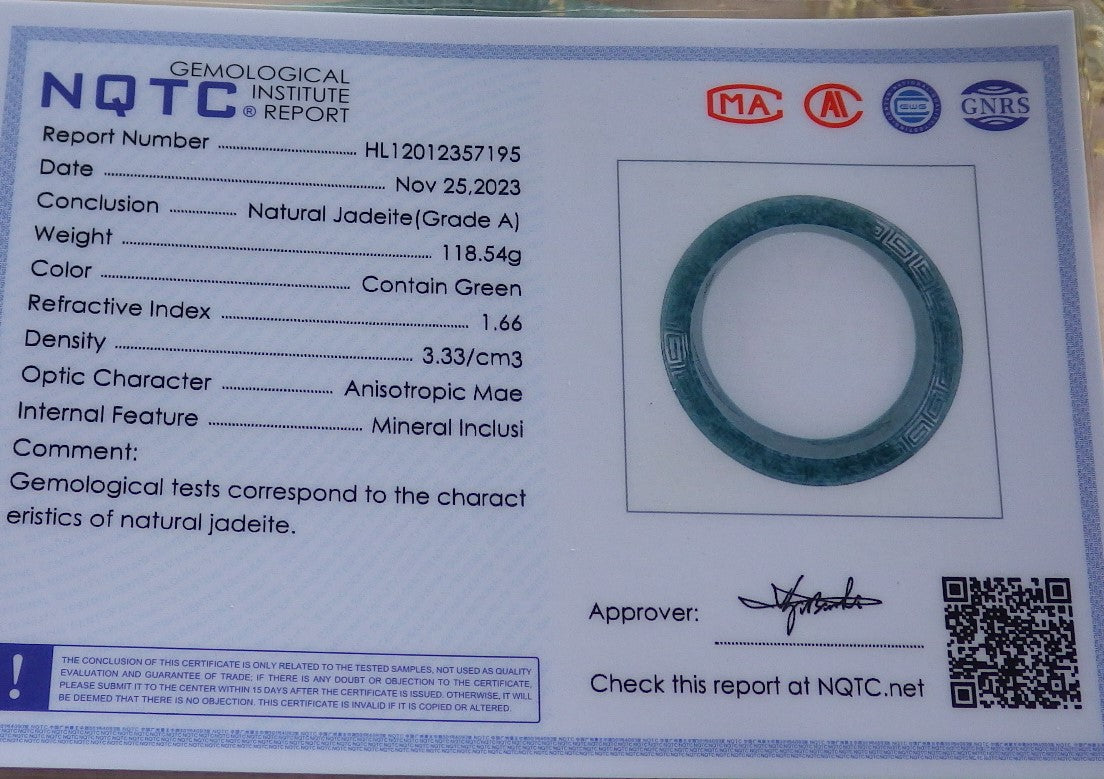 NQTC® GEMOLOGICAL
INSTITUTE
REPORT
Report Number HL12012357195
Date Nov 25,2023
Conclusion Natural Jadeite(Grade A)
Weight 118.54g
Color Contain Green
Refractive Index 1.66
Density 3.33/cm3
Optic Character Anisotropic Mae
Internal Feature Mineral Inclusi
Comment:
Gemological tests correspond to the charact
eristics of natural jadeite.
MA
GNRS
Approver:
Check this report at NQTC.net
!
THE CONCLUSION OF THIS CERTIFICATE IS ONLY RELATED TO THE TESTED SAMPLES, NOT USED AS QUALITY
EVALUATION AND GUARANTEE OF TRADE; IF THERE IS ANY DOUBT OR OBJECTION TO THE CERTIFICATE,
PLEASE SUBMIT IT TO THE CENTER WITHIN 15 DAYS AFTER THE CERTIFICATE IS ISSUED. OTHERWISE, IT WILL
BE DEEMED THAT THERE IS NO OBJECTION. THIS CERTIFICATE IS INVALID IF IT IS COPIED OR ALTERED.